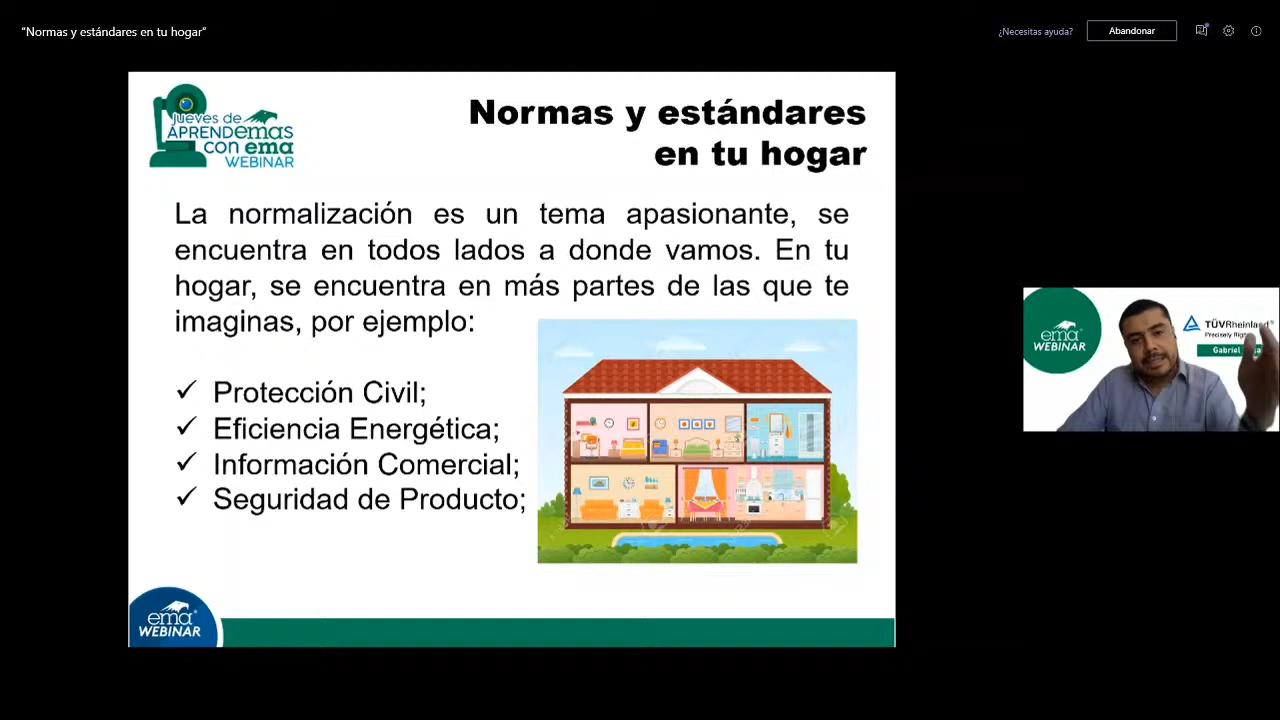 “Normas y estándares en tu hogar”
¿Necesitas ayuda?
Abandonar
jueves de
APRENDEMAS
con ema
WEBINAR
Normas y estándares
en tu hogar
La normalización es un tema apasionante, se
encuentra en todos lados a donde vamos. En tu
hogar, se encuentra en más partes de las que te
imaginas, por ejemplo:
✓ Protección Civil;
✓ Eficiencia Energética;
✓ Información Comercial;
✓ Seguridad de Producto;
ema
WEBINAR
ema
WEBINAR
TÜVRheinland®
Precisely
Gabriel